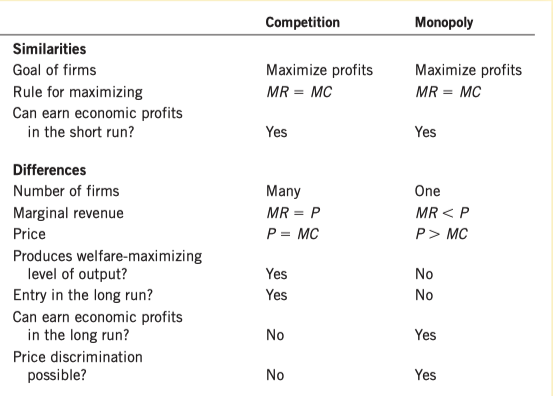 Competition Monopoly
Similarities
Goal of firms Maximize profits Maximize profits
Rule for maximizing MR = MC MR = MC
Can earn economic profits
in the short run? Yes Yes
Differences
Number of firms Many One
Marginal revenue MR = P MR < P
Price P = MC P > MC
Produces welfare-maximizing
level of output? Yes No
Entry in the long run? Yes No
Can earn economic profits
in the long run? No Yes
Price discrimination
possible? No Yes